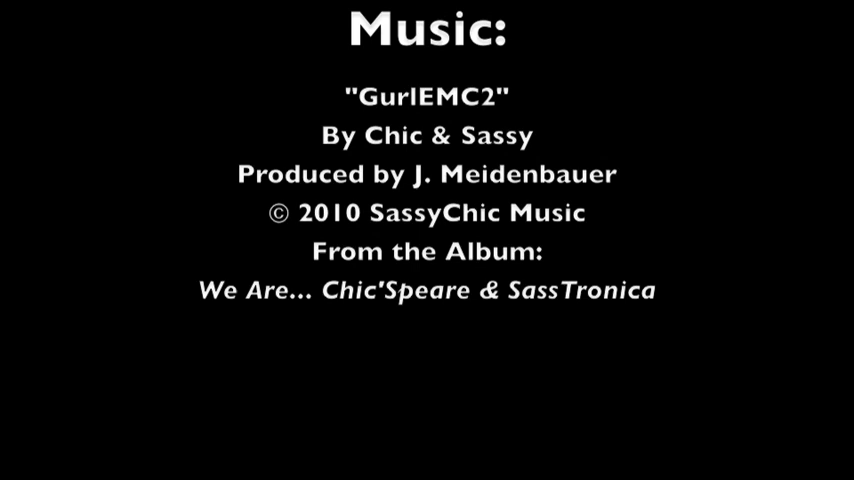 Music:
"GurlEMC2"
By Chic & Sassy
Produced by J. Meidenbauer
© 2010 SassyChic Music
From the Album:
We Are... Chic'Speare & SassTronica